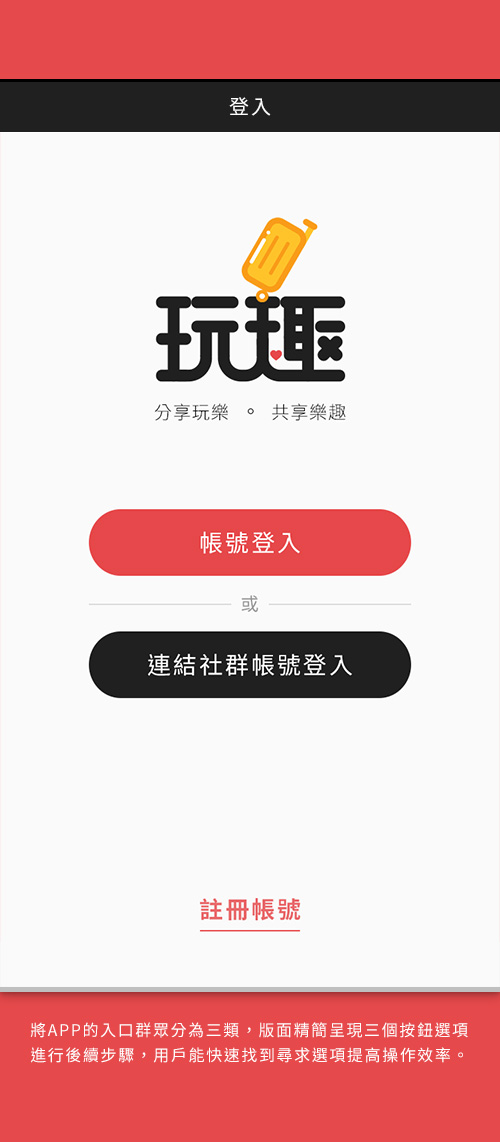 登入
玩趣
分享玩樂 。 共享樂趣
帳號登入
或
連結社群帳號登入
註冊帳號
將APP的入口群眾分為三類，版面精簡呈現三個按鈕選項
進行後續步驟，用戶能快速找到尋求選項提高操作效率。